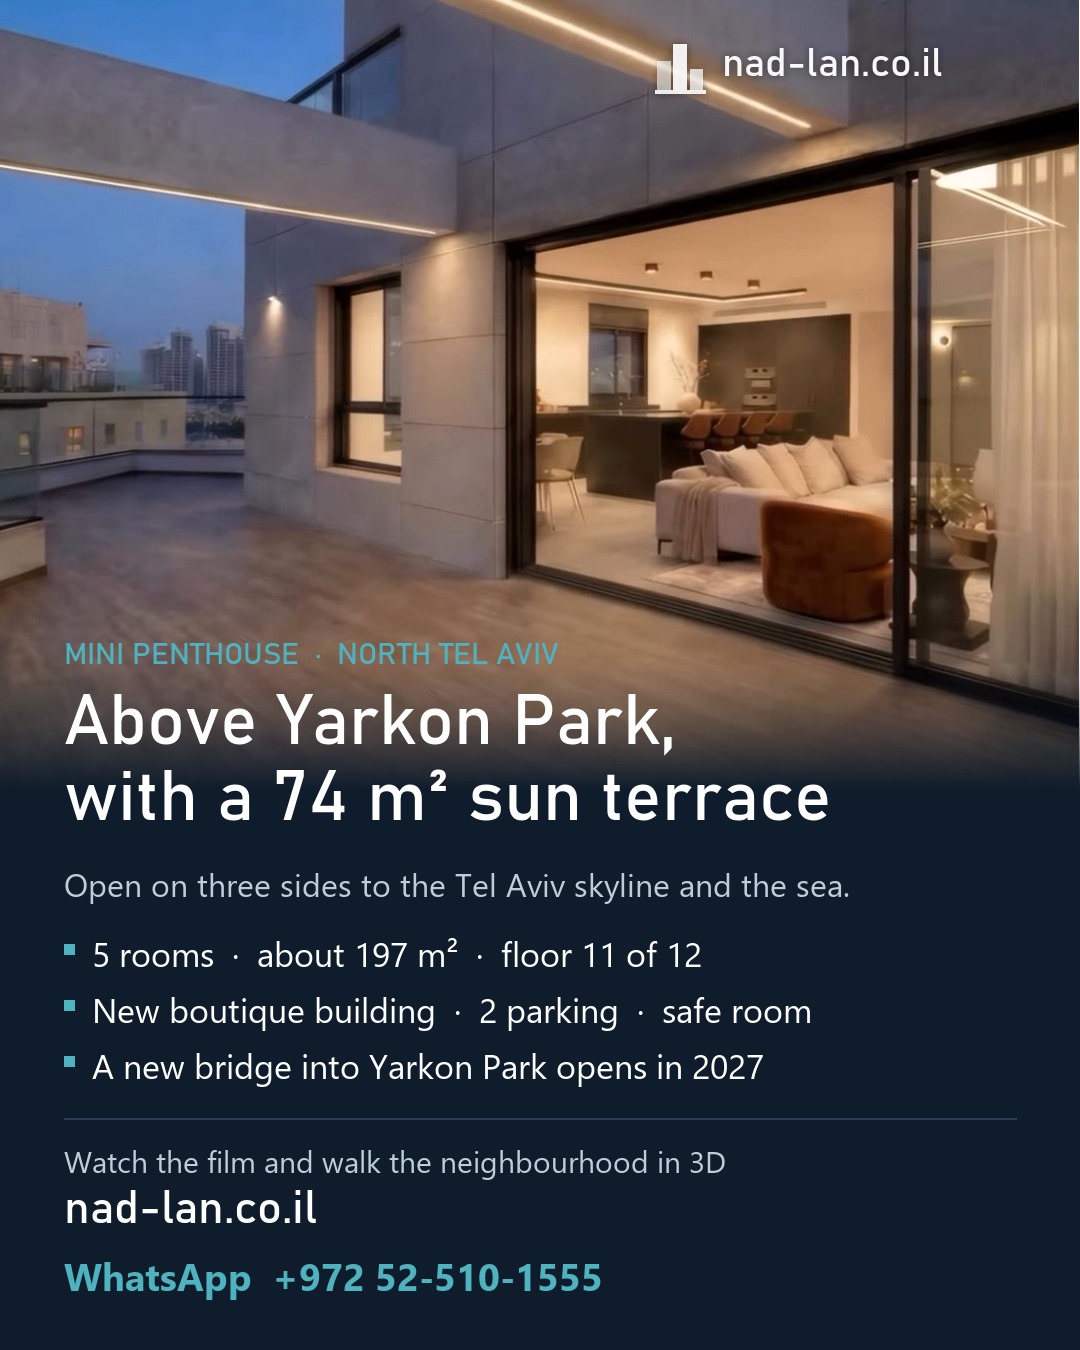 nad-lan.co.il
MINI PENTHOUSE · NORTH TEL AVIV
Above Yarkon Park,
with a 74 m² sun terrace
Open on three sides to the Tel Aviv skyline and the sea.
5 rooms · about 197 m² · floor 11 of 12
New boutique building · 2 parking · safe room
A new bridge into Yarkon Park opens in 2027
Watch the film and walk the neighbourhood in 3D
nad-lan.co.il
WhatsApp +972 52-510-1555